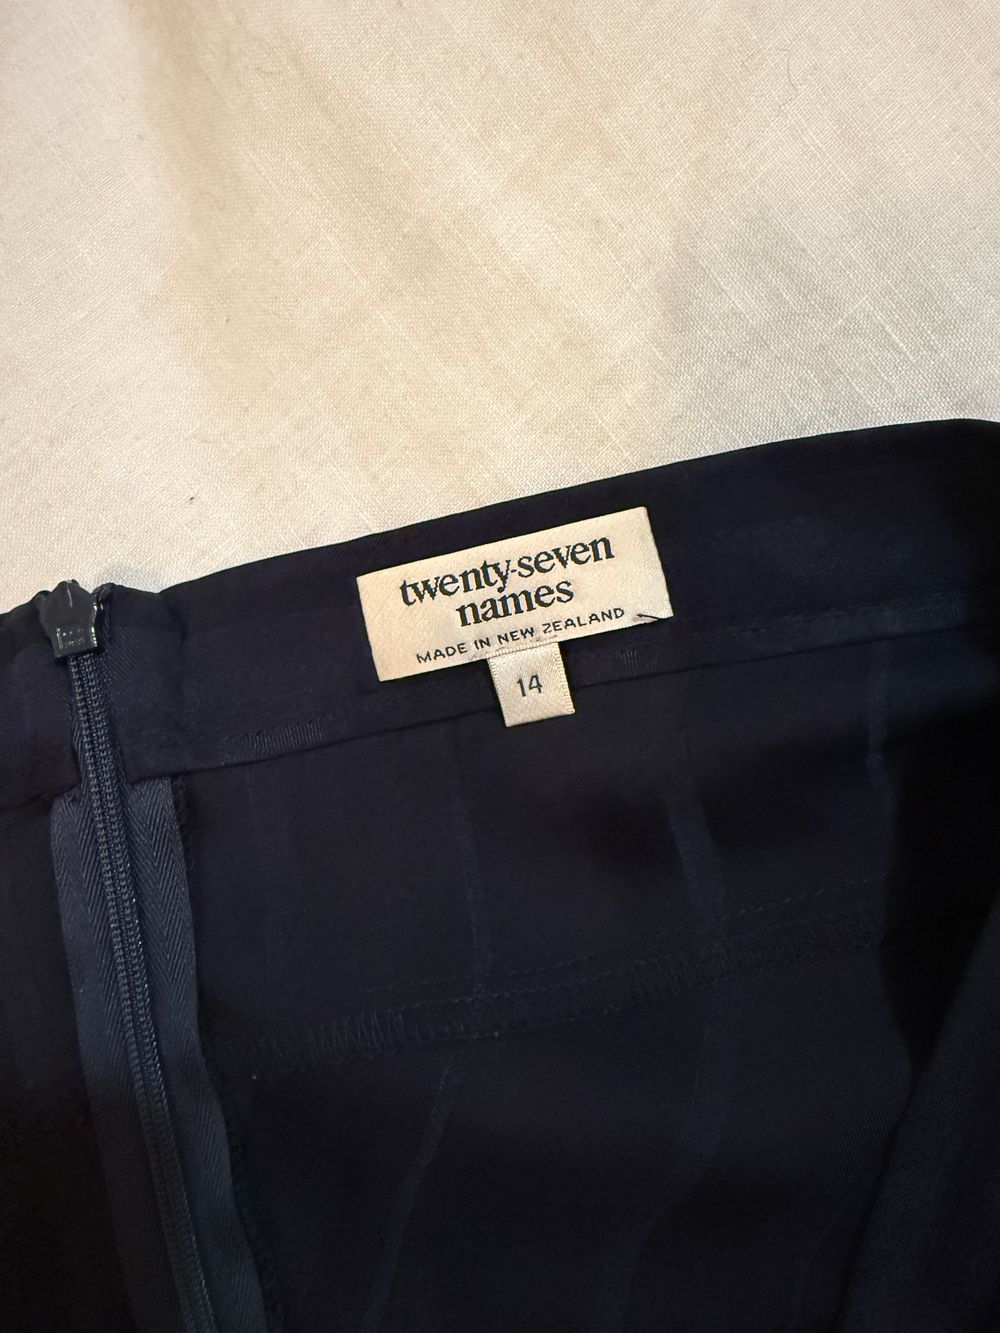 twenty-seven
names
MADE IN NEW ZEALAND
14